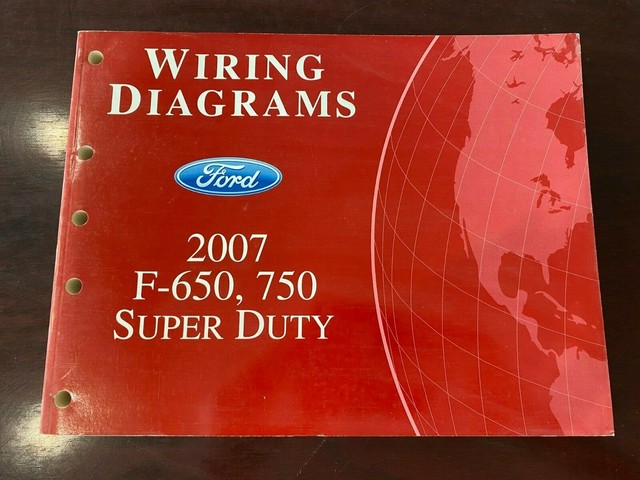 WIRING
DIAGRAMS
Ford
2007
F-650, 750
SUPER DUTY